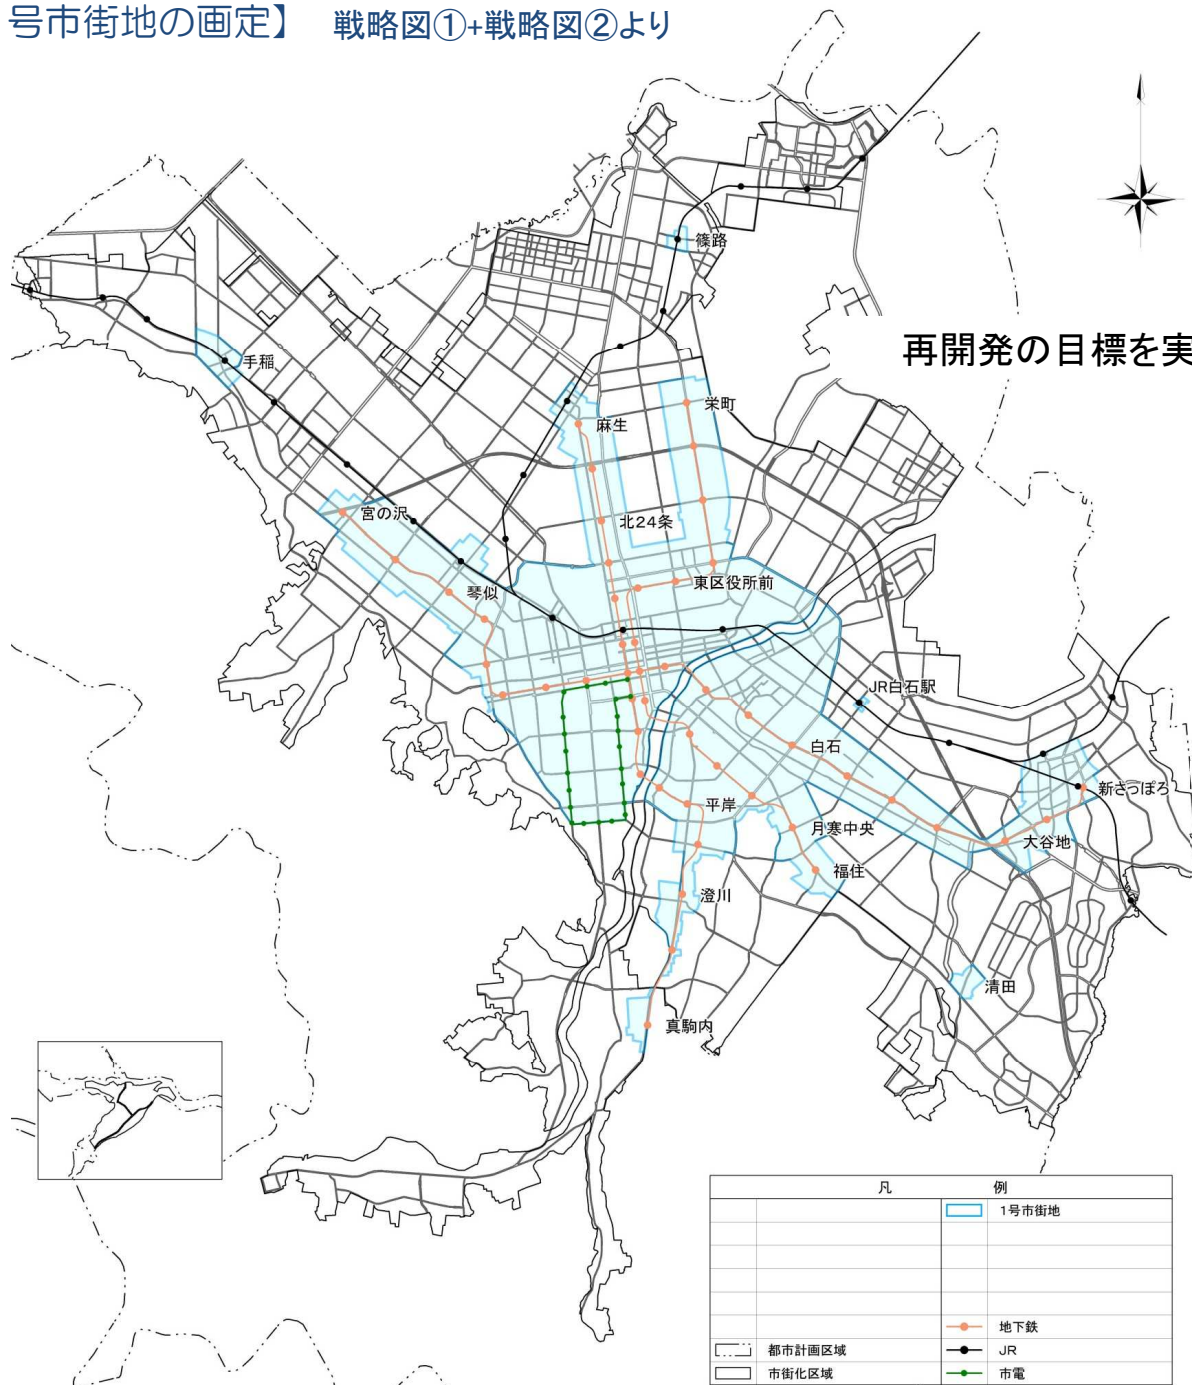 号市街地の画定】 戦略図①+戦略図②より
篠路
再開発の目標を実
手稲
栄町
麻生
宮の沢
北24条
東区役所前
琴似
JR白石駅
白石
新さっぽろ
平岸
月寒中央
大谷地
福住
澄川
清田
真駒内
凡 例
1号市街地
地下鉄
都市計画区域 JR
市街化区域 市電